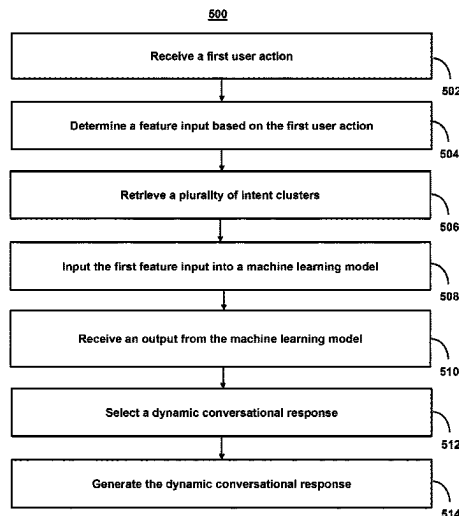 500
Receive a first user action
502
Determine a feature input based on the first user action
504
Retrieve a plurality of intent clusters
506
Input the first feature input into a machine learning model
508
Receive an output from the machine learning model
510
Select a dynamic conversational response
512
Generate the dynamic conversational response
514